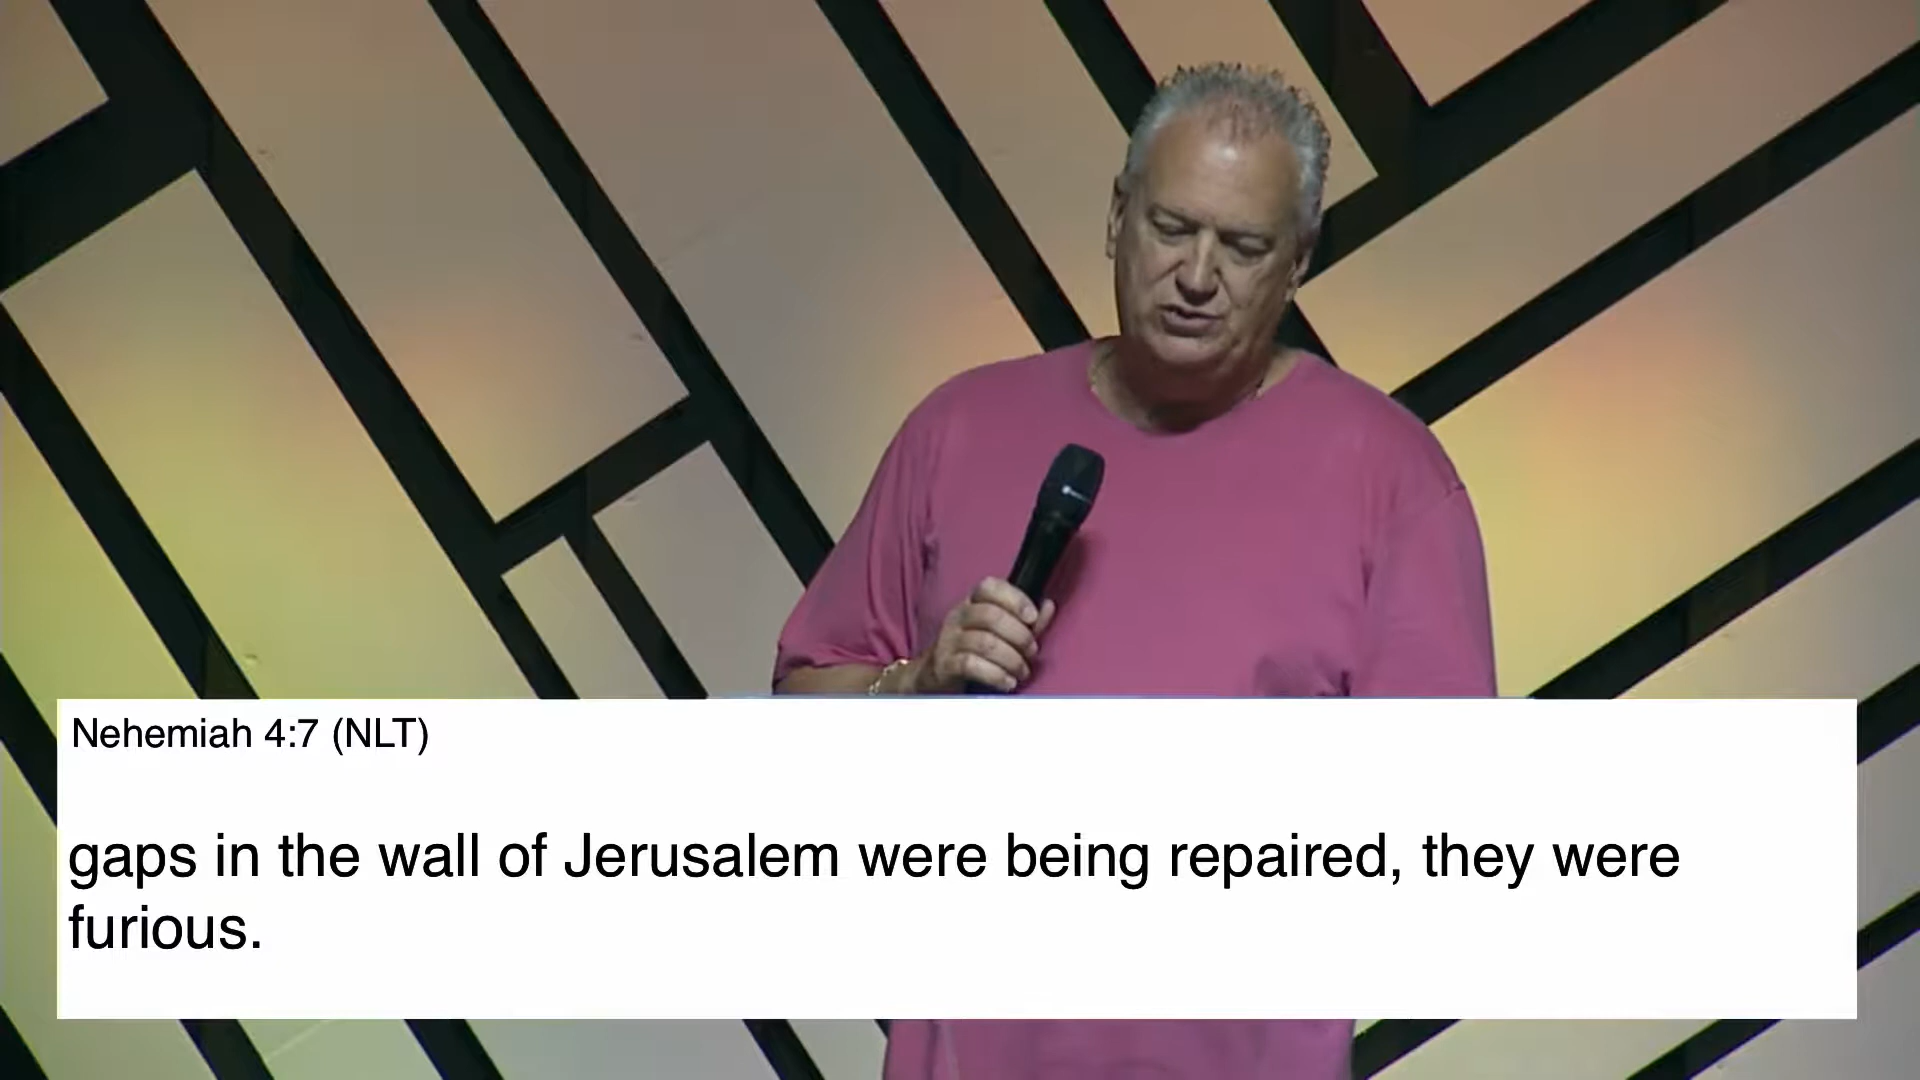 Nehemiah 4:7 (NLT)
gaps in the wall of Jerusalem were being repaired, they were
furious.